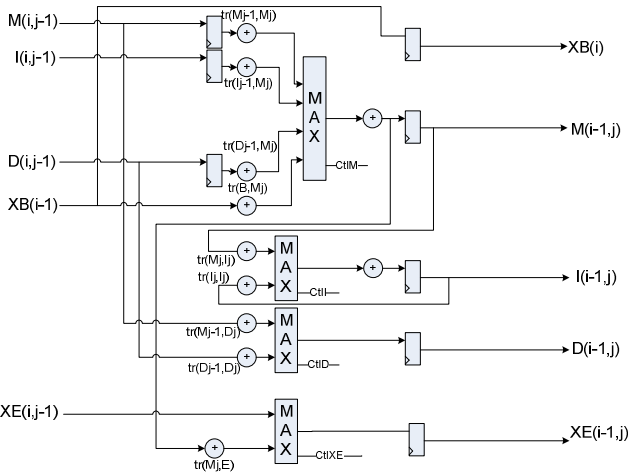 M(i,j-1)
tr(Mj-1,Mj)
XB(i)
I(i,j-1)
tr(Ij-1,Mj)
MAX
M(i-1,j)
tr(Dj-1,Mj)
D(i,j-1)
CtlM
tr(B,Mj)
XB(i-1)
tr(Mj,Ij)
MAX
tr(Ij,Ij)
I(i-1,j)
CtlI
MAX
tr(Mj-1,Dj)
D(i-1,j)
tr(Dj-1,Dj)
CtlD
XE(i,j-1)
MAX
XE(i-1,j)
CtlXE
tr(Mj,E)